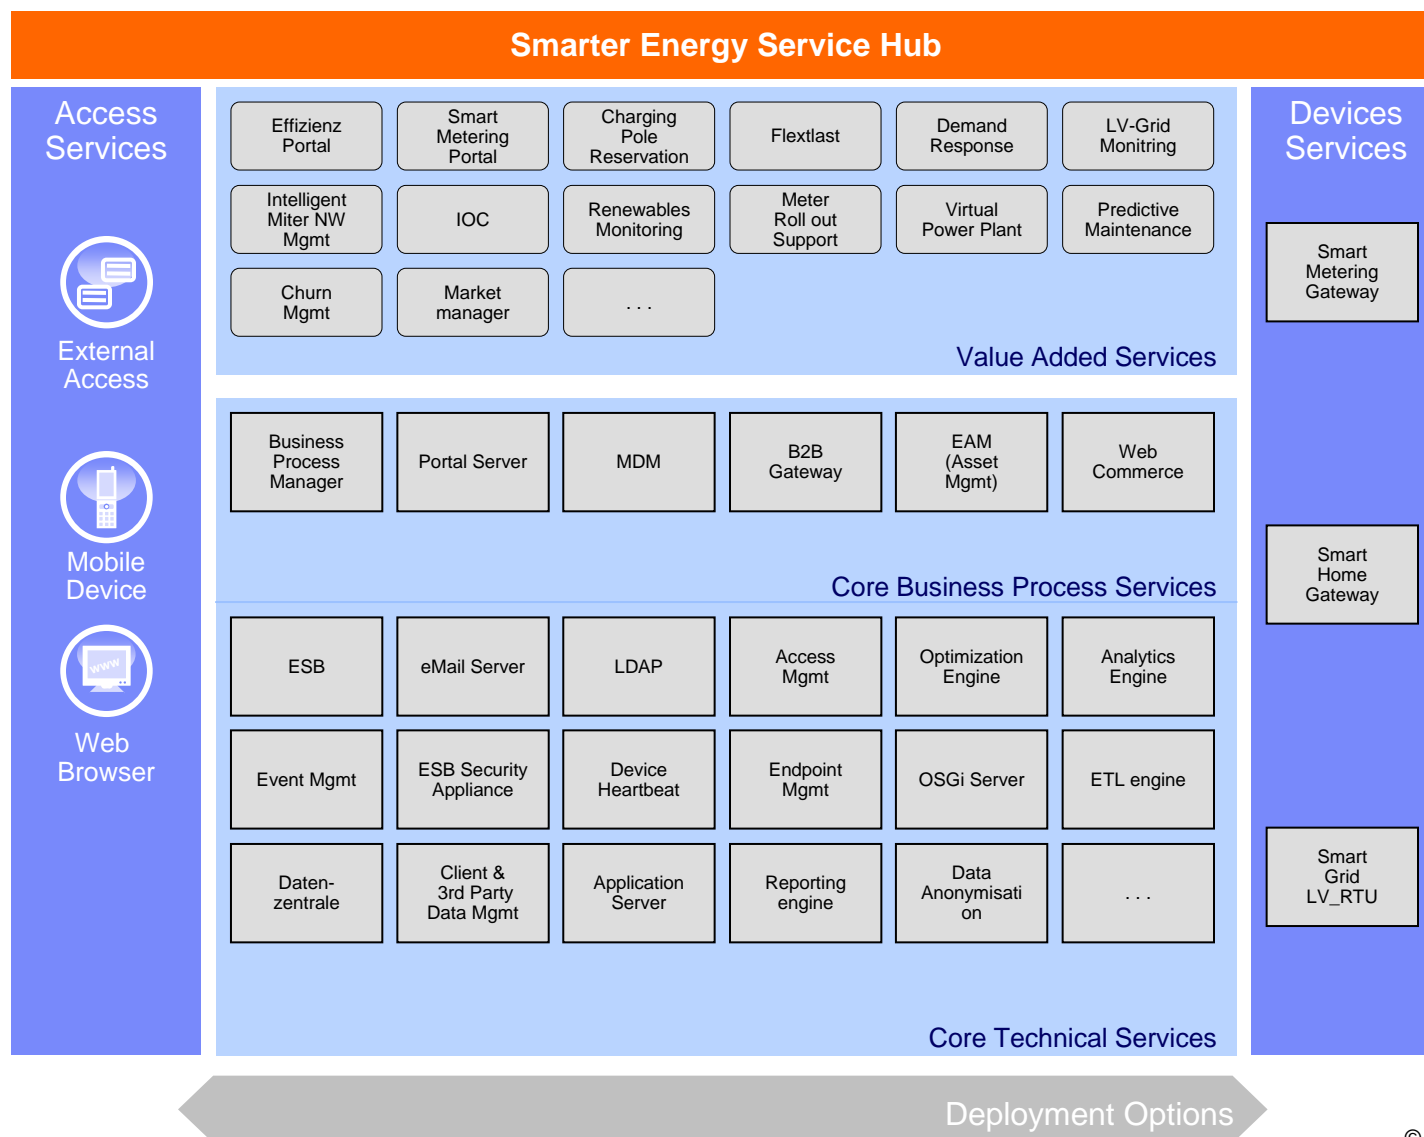 Smarter Energy Service Hub
Access
Services
External
Access
Mobile
Device
www
Web
Browser
Effizienz
Portal
Smart
Metering
Portal
Charging
Pole
Reservation
Flextlast
Demand
Response
LV-Grid
Monitring
Intelligent
Miter NW
Mgmt
IOC
Renewables
Monitoring
Meter
Roll out
Support
Virtual
Power Plant
Predictive
Maintenance
Churn
Mgmt
Market
manager
. . .
Value Added Services
Business
Process
Manager
Portal Server
MDM
B2B
Gateway
EAM
(Asset
Mgmt)
Web
Commerce
Core Business Process Services
ESB
eMail Server
LDAP
Access
Mgmt
Optimization
Engine
Analytics
Engine
Event Mgmt
ESB Security
Appliance
Device
Heartbeat
Endpoint
Mgmt
OSGi Server
ETL engine
Daten-
zentrale
Client &
3rd Party
Data Mgmt
Application
Server
Reporting
engine
Data
Anonymisati
on
. . .
Core Technical Services
Devices
Services
Smart
Metering
Gateway
Smart
Home
Gateway
Smart
Grid
LV_RTU
Deployment Options
©